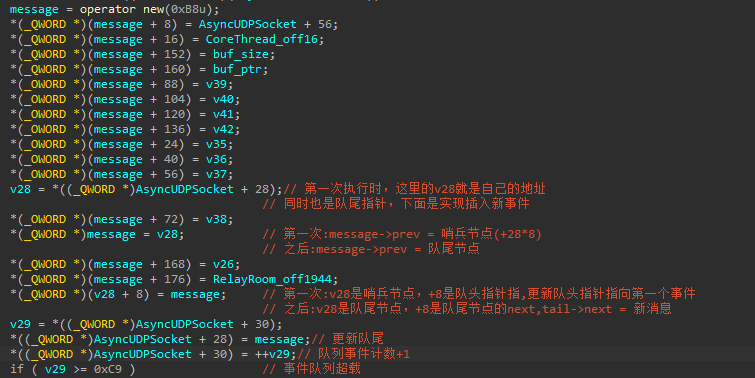 message = operator new(0xB8u);
*(_QWORD *)(message + 8) = AsyncUDPSocket + 56;
*(_QWORD *)(message + 16) = CoreThread_off16;
*(_QWORD *)(message + 152) = buf_size;
*(_QWORD *)(message + 160) = buf_ptr;
*(_OWORD *)(message + 88) = v39;
*(_OWORD *)(message + 104) = v40;
*(_OWORD *)(message + 120) = v41;
*(_OWORD *)(message + 136) = v42;
*(_OWORD *)(message + 24) = v35;
*(_OWORD *)(message + 40) = v36;
*(_OWORD *)(message + 56) = v37;
v28 = *((_QWORD *)AsyncUDPSocket + 28);// 第一次执行时，这里的v28就是自己的地址
// 同时也是队尾指针，下面是实现插入新事件
*(_OWORD *)(message + 72) = v38;
*(_QWORD *)message = v28; // 第一次:message->prev = 哨兵节点(+28*8)
// 之后:message->prev = 队尾节点
*(_QWORD *)(message + 168) = v26;
*(_QWORD *)(message + 176) = RelayRoom_off1944;
*(_QWORD *)(v28 + 8) = message; // 第一次:v28是哨兵节点，+8是队头指针指,更新队头指针指向第一个事件
// 之后:v28是队尾节点，+8是队尾节点的next,tail->next = 新消息
v29 = *((_QWORD *)AsyncUDPSocket + 30);
*((_QWORD *)AsyncUDPSocket + 28) = message;// 更新队尾
*((_QWORD *)AsyncUDPSocket + 30) = ++v29;// 队列事件计数+1
if ( v29 >= 0xC9 ) // 事件队列超载